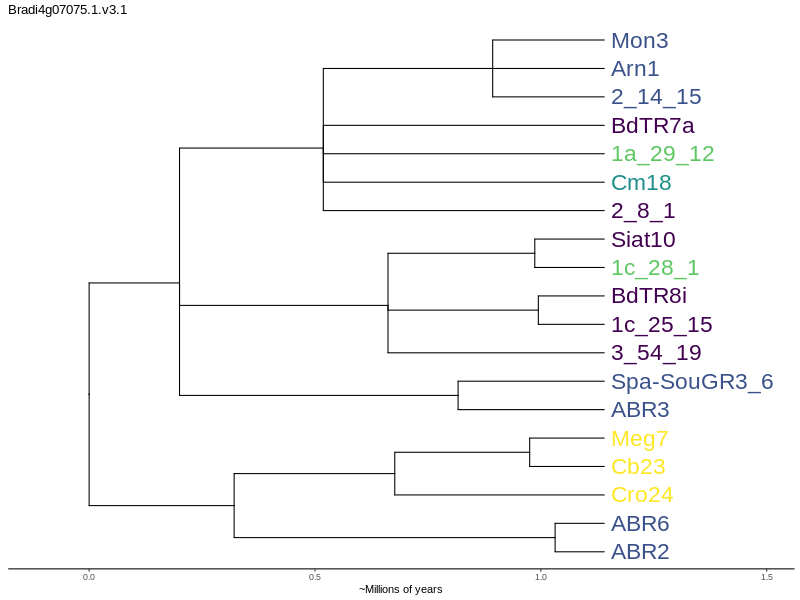 Bradi4g07075.1.v3.1
Mon3
Arn1
2_14_15
BdTR7a
1a_29_12
Cm18
2_8_1
Siat10
1c_28_1
BdTR8i
1c_25_15
3_54_19
Spa-SouGR3_6
ABR3
Meg7
Cb23
Cro24
ABR6
ABR2
0.0 0.5 1.0 1.5
~Millions of years